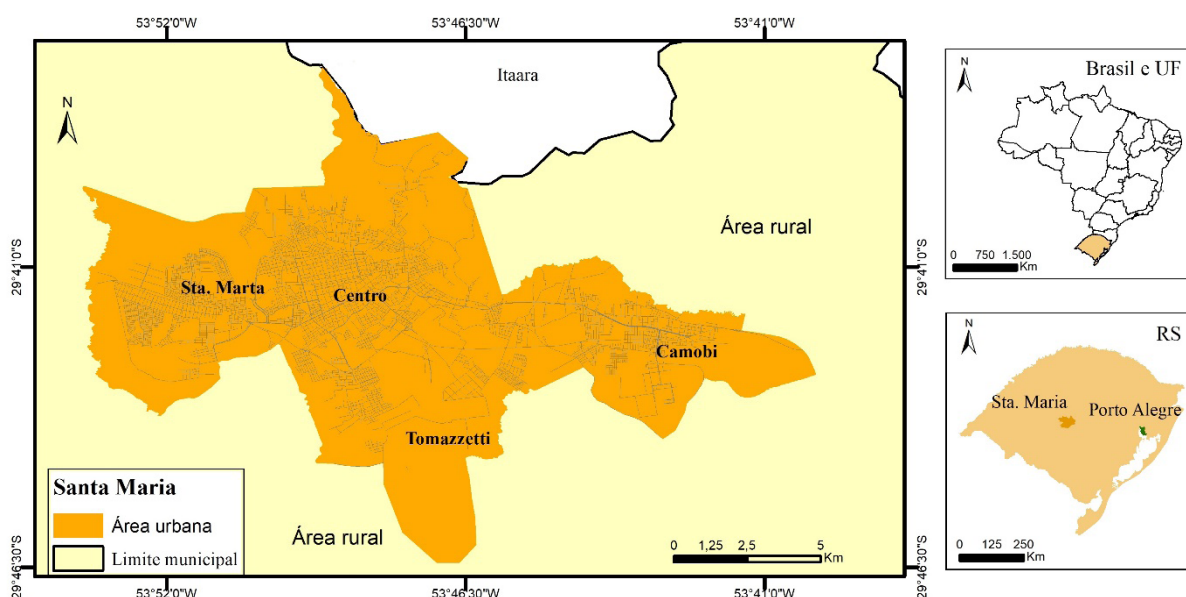 53°52'0"W 53°46'30"W 53°41'0"W
Itaara
N
Área rural
29°41'0"S
29°41'0"S
Sta. Marta
Centro
Camobi
Tomazzetti
Santa Maria
Área urbana
Limite municipal
Área rural
0 1,25 2,5 5
Km
29°46'30"S
29°46'30"S
53°52'0"W 53°46'30"W 53°41'0"W
Brasil e UF
N
0 750 1.500
Km
RS
N
Sta. Maria
Porto Alegre
0 125 250
Km